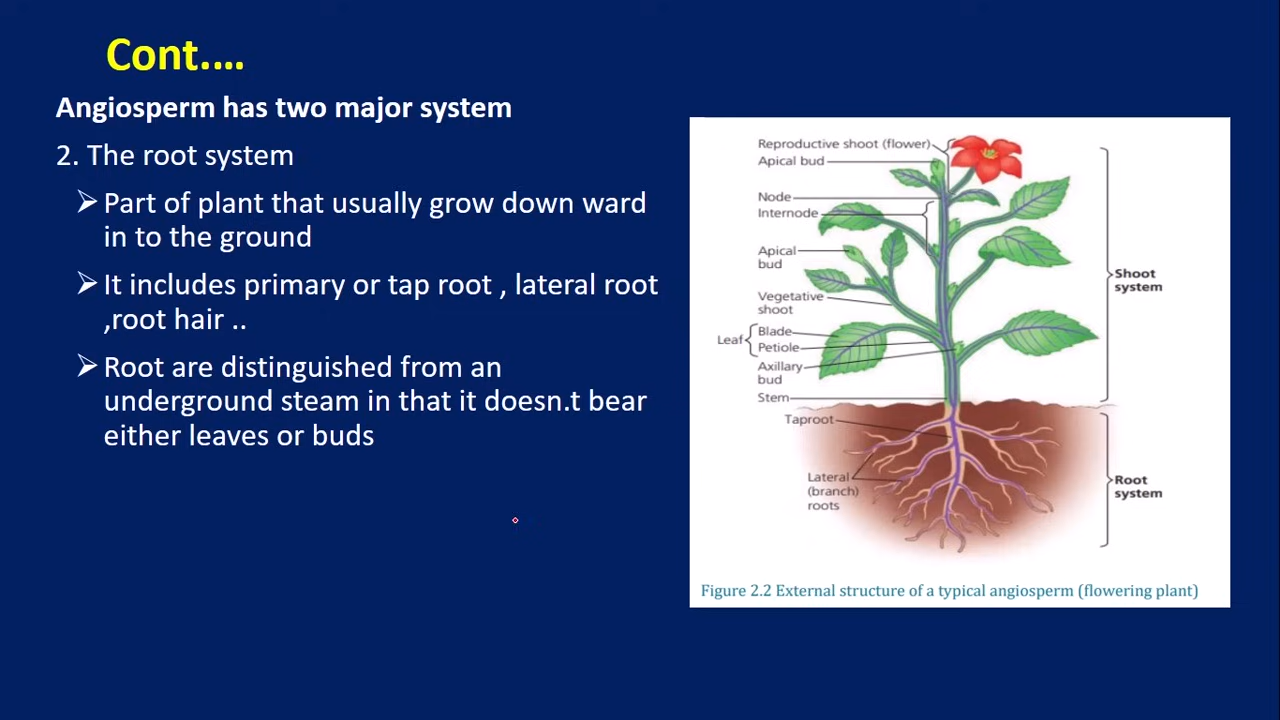 Cont.…
Angiosperm has two major system
2. The root system
➢Part of plant that usually grow down ward
in to the ground
➢It includes primary or tap root , lateral root
,root hair ..
➢Root are distinguished from an
underground steam in that it doesn.t bear
either leaves or buds
Reproductive shoot (flower)
Apical bud
Node
Internode
Apical
bud
Vegetative
shoot
Leaf
Blade
Petiole
Axillary
bud
Stem
Taproot
Lateral
(branch)
roots
Shoot
system
Root
system
Figure 2.2 External structure of a typical angiosperm (flowering plant)